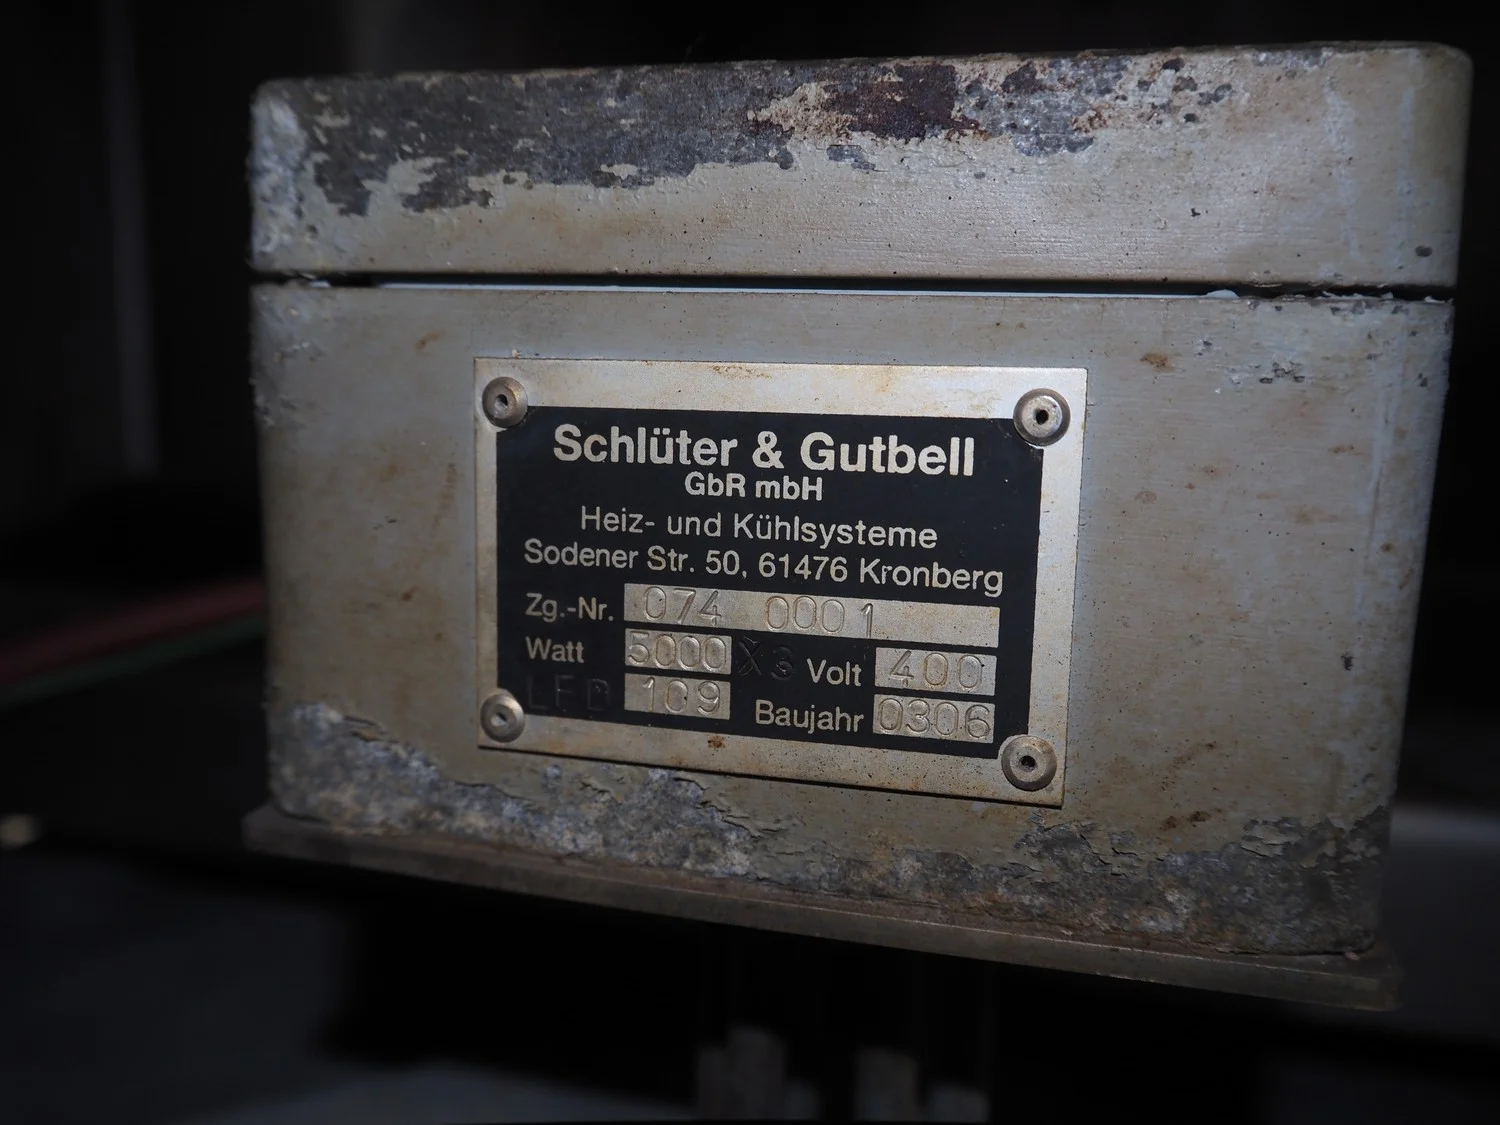 Schlüter & Gutbell
GbR mbH
Heiz- und Kühlsysteme
Sodener Str. 50, 61476 Kronberg
Zg.-Nr. 074 0001
Watt 5000 X3 Volt 400
LFD 109 Baujahr 0306